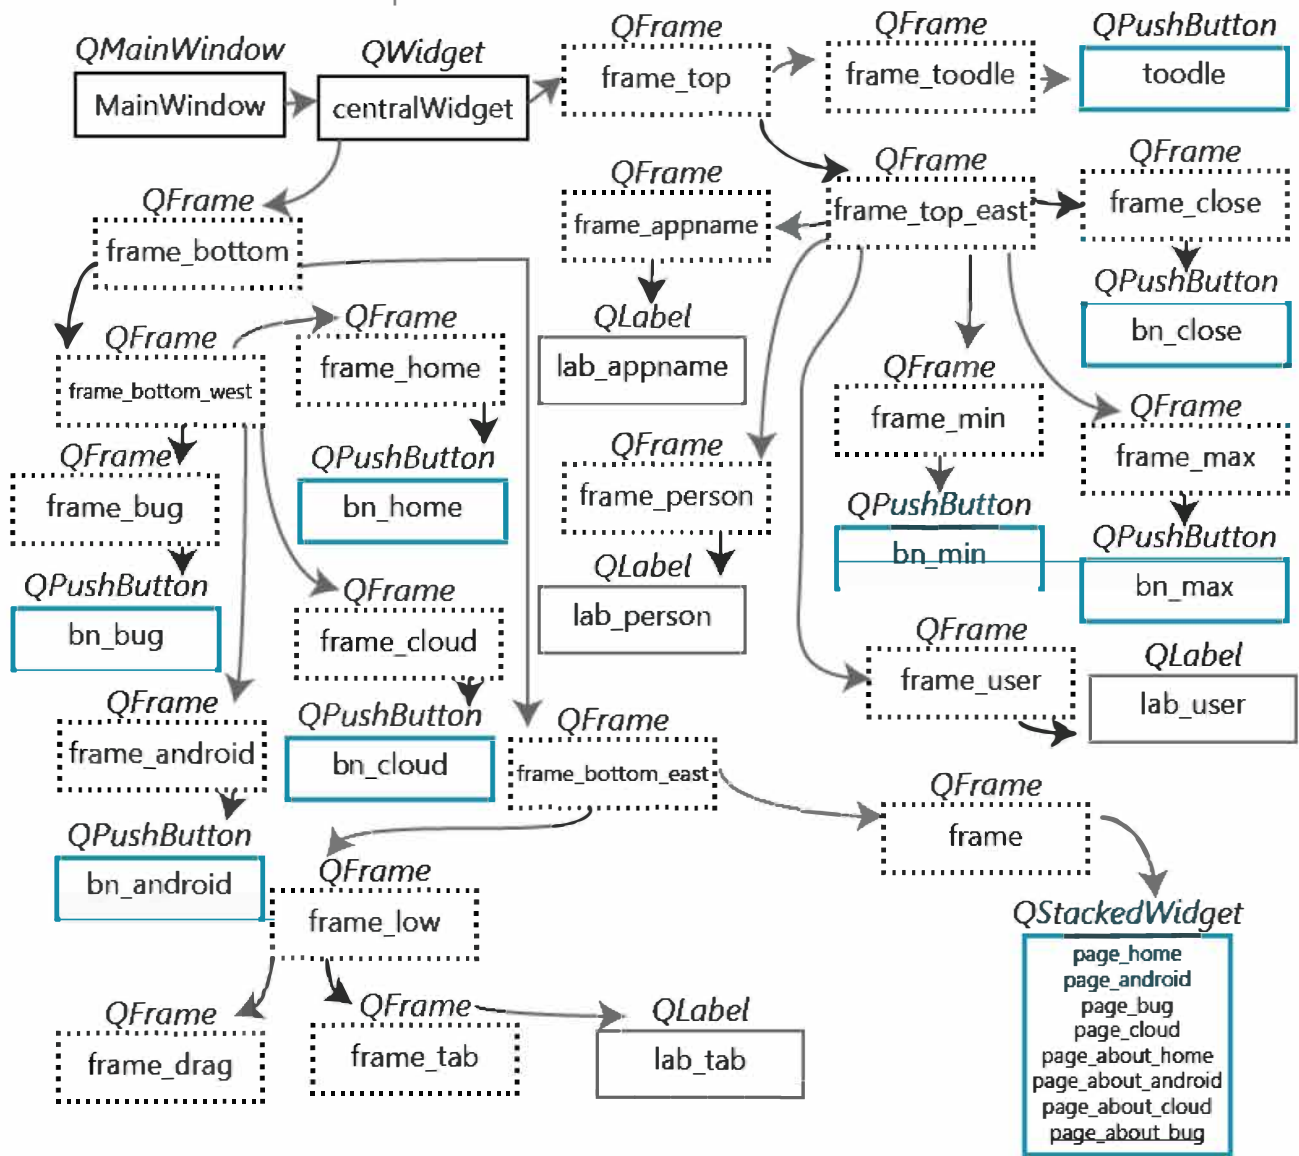 QMainWindow
MainWindow
QWidget
centralWidget
QFrame
frame_top
QFrame
frame_toodle
QPushButton
toodle
QFrame
frame_bottom
QFrame
frame_appname
QFrame
frame_top_east
QFrame
frame_close
QPushButton
bn_close
QLabel
lab_appname
QFrame
frame_bottom_west
QFrame
frame_home
QFrame
frame_min
QFrame
frame_max
QFrame
frame_bug
QPushButton
bn_home
QFrame
frame_person
QPushButton
bn_min
QPushButton
bn_max
QPushButton
bn_bug
QFrame
frame_cloud
QLabel
lab_person
QFrame
frame_user
QLabel
lab_user
QFrame
frame_android
QPushButton
bn_cloud
QFrame
frame_bottom_east
QFrame
frame
QPushButton
bn_android
QFrame
frame_low
QStackedWidget
page_home
page_android
page_bug
page_cloud
page_about_home
page_about_android
page_about_cloud
page_about_bug
QFrame
frame_drag
QFrame
frame_tab
QLabel
lab_tab